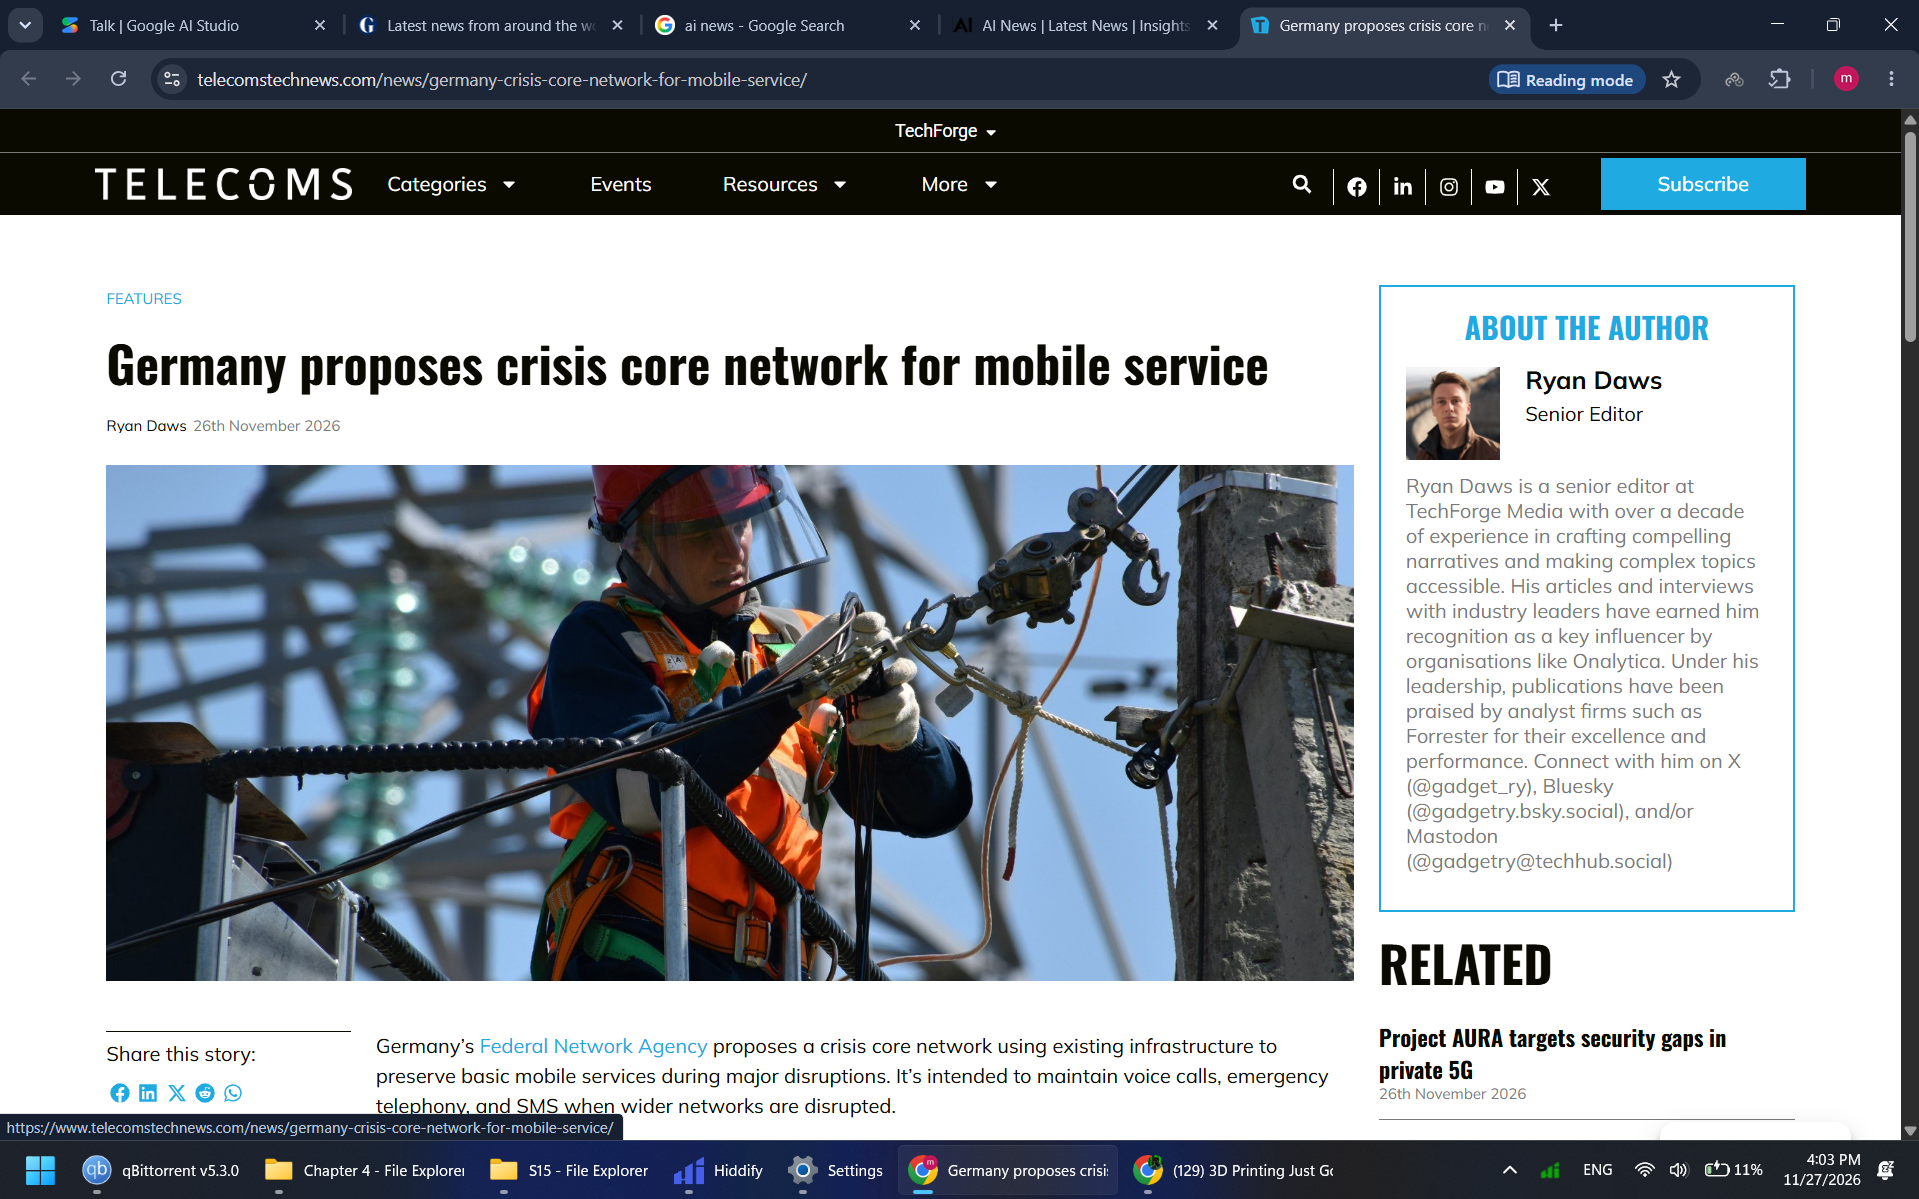 Talk | Google AI Studio
Latest news from around the wo
ai news - Google Search
AI News | Latest News | Insights
Germany proposes crisis core n
telecomstechnews.com/news/germany-crisis-core-network-for-mobile-service/
Reading mode
m
TechForge
TELECOMS
Categories
Events
Resources
More
Subscribe
FEATURES
Germany proposes crisis core network for mobile service
Ryan Daws 26th November 2026
Share this story:
Germany’s Federal Network Agency proposes a crisis core network using existing infrastructure to
preserve basic mobile services during major disruptions. It’s intended to maintain voice calls, emergency
telephony, and SMS when wider networks are disrupted.
ABOUT THE AUTHOR
Ryan Daws
Senior Editor
Ryan Daws is a senior editor at
TechForge Media with over a decade
of experience in crafting compelling
narratives and making complex topics
accessible. His articles and interviews
with industry leaders have earned him
recognition as a key influencer by
organisations like Onalytica. Under his
leadership, publications have been
praised by analyst firms such as
Forrester for their excellence and
performance. Connect with him on X
(@gadget_ry), Bluesky
(@gadgetry.bsky.social), and/or
Mastodon
(@gadgetry@techhub.social)
RELATED
Project AURA targets security gaps in
private 5G
26th November 2026
https://www.telecomstechnews.com/news/germany-crisis-core-network-for-mobile-service/
qBittorrent v5.3.0
Chapter 4 - File Explorer
S15 - File Explorer
Hiddify
Settings
Germany proposes crisi
(129) 3D Printing Just Go
ENG
11%
4:03 PM
11/27/2026